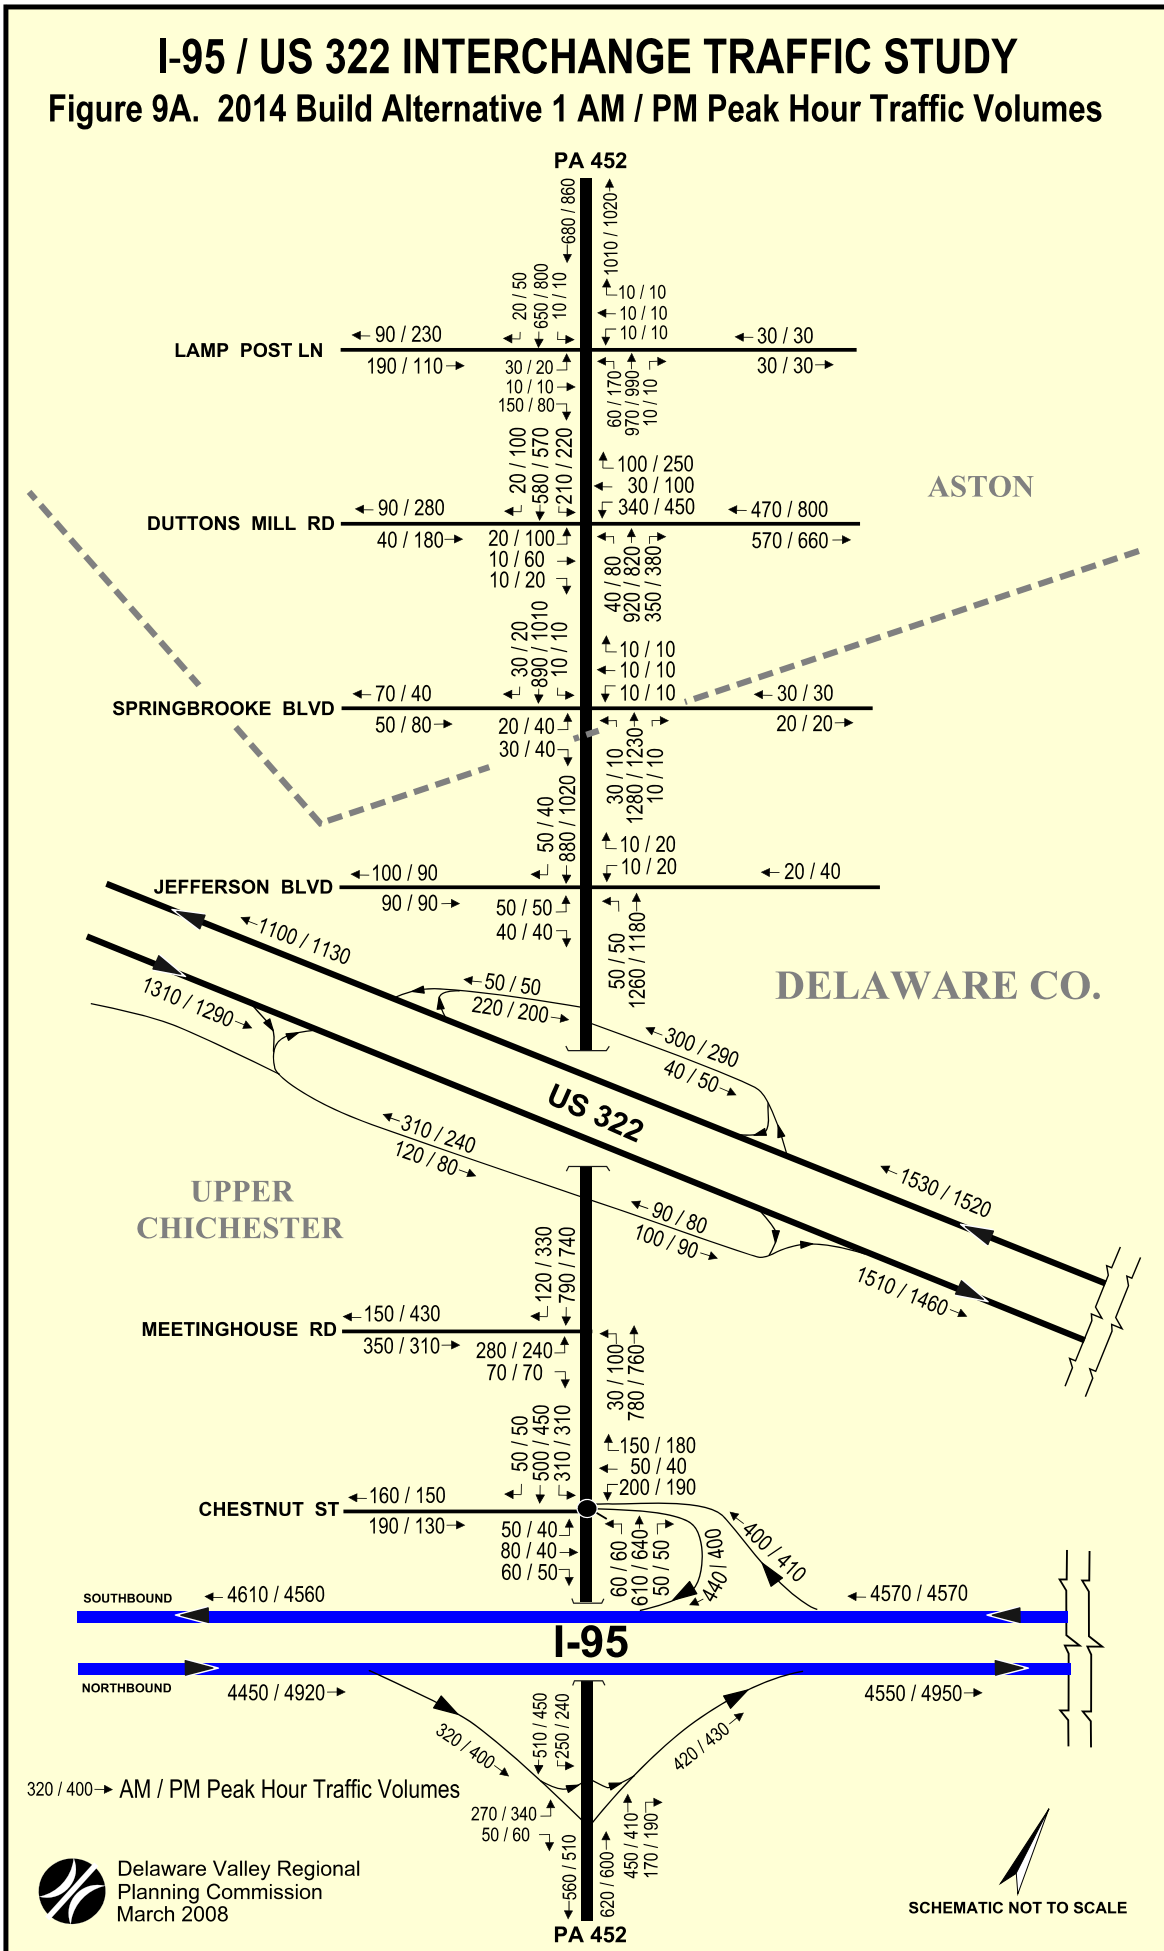 I-95 / US 322 INTERCHANGE TRAFFIC STUDY
Figure 9A. 2014 Build Alternative 1 AM / PM Peak Hour Traffic Volumes
PA 452
680 / 860
1010 / 1020
20 / 50
650 / 800
10 / 10
10 / 10
10 / 10
10 / 10
90 / 230
30 / 30
LAMP POST LN
190 / 110
30 / 20
10 / 10
150 / 80
60 / 170
970 / 990
10 / 10
30 / 30
20 / 100
580 / 570
210 / 220
100 / 250
30 / 100
340 / 450
ASTON
90 / 280
470 / 800
DUTTONS MILL RD
40 / 180
20 / 100
10 / 60
10 / 20
40 / 80
920 / 820
350 / 380
570 / 660
30 / 20
890 / 1010
10 / 10
10 / 10
10 / 10
10 / 10
70 / 40
30 / 30
SPRINGBROOKE BLVD
50 / 80
20 / 40
30 / 40
30 / 10
1280 / 1230
10 / 10
20 / 20
50 / 40
880 / 1020
10 / 20
10 / 20
100 / 90
20 / 40
JEFFERSON BLVD
90 / 90
50 / 50
40 / 40
50 / 50
1260 / 1180
1100 / 1130
DELAWARE CO.
1310 / 1290
50 / 50
220 / 200
300 / 290
40 / 50
US 322
310 / 240
120 / 80
1530 / 1520
UPPER
CHICHESTER
90 / 80
100 / 90
1510 / 1460
120 / 330
790 / 740
150 / 430
MEETINGHOUSE RD
350 / 310
280 / 240
70 / 70
30 / 100
780 / 760
50 / 50
500 / 450
310 / 310
150 / 180
50 / 40
200 / 190
160 / 150
CHESTNUT ST
190 / 130
50 / 40
80 / 40
60 / 50
60 / 60
610 / 640
50 / 50
440 / 400
400 / 410
SOUTHBOUND
4610 / 4560
4570 / 4570
I-95
NORTHBOUND
4450 / 4920
4550 / 4950
320 / 400
510 / 450
250 / 240
420 / 430
320 / 400 AM / PM Peak Hour Traffic Volumes
270 / 340
50 / 60
450 / 410
170 / 190
560 / 510
620 / 600
Delaware Valley Regional
Planning Commission
March 2008
SCHEMATIC NOT TO SCALE
PA 452